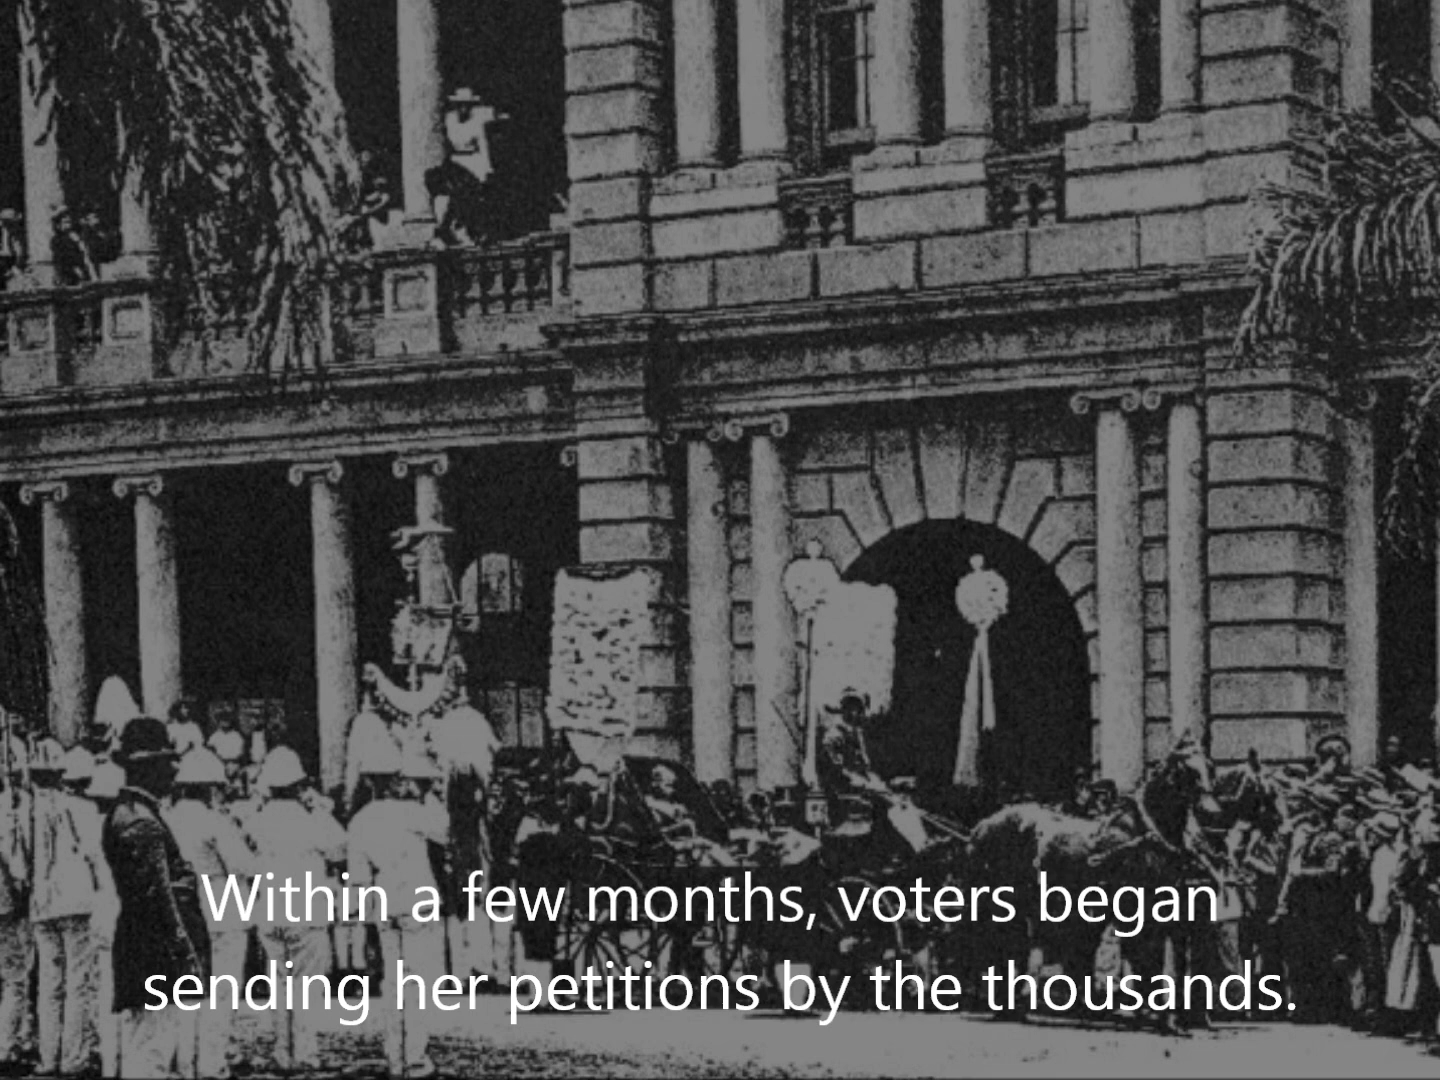 Within a few months, voters began
sending her petitions by the thousands.